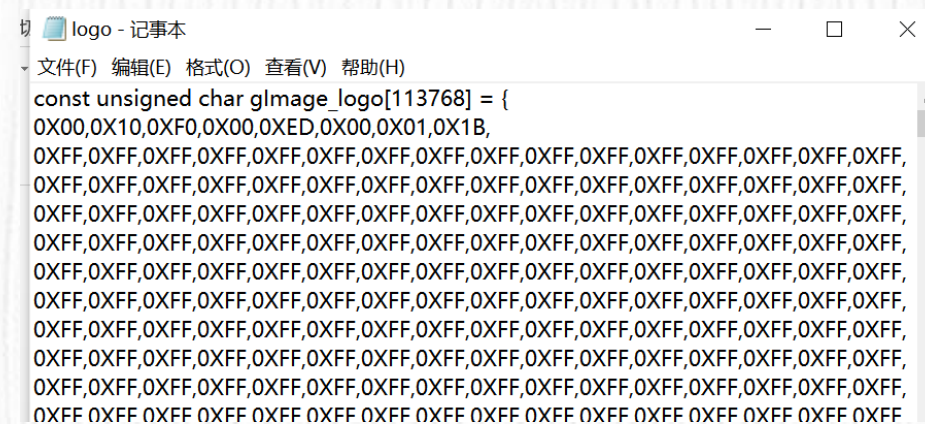 切
logo - 记事本
文件(F) 编辑(E) 格式(O) 查看(V) 帮助(H)
const unsigned char gImage_logo[113768] = {
0X00,0X10,0XF0,0X00,0XED,0X00,0X01,0X1B,
0XFF,0XFF,0XFF,0XFF,0XFF,0XFF,0XFF,0XFF,0XFF,0XFF,0XFF,0XFF,0XFF,0XFF,0XFF,0XFF,
0XFF,0XFF,0XFF,0XFF,0XFF,0XFF,0XFF,0XFF,0XFF,0XFF,0XFF,0XFF,0XFF,0XFF,0XFF,0XFF,
0XFF,0XFF,0XFF,0XFF,0XFF,0XFF,0XFF,0XFF,0XFF,0XFF,0XFF,0XFF,0XFF,0XFF,0XFF,0XFF,
0XFF,0XFF,0XFF,0XFF,0XFF,0XFF,0XFF,0XFF,0XFF,0XFF,0XFF,0XFF,0XFF,0XFF,0XFF,0XFF,
0XFF,0XFF,0XFF,0XFF,0XFF,0XFF,0XFF,0XFF,0XFF,0XFF,0XFF,0XFF,0XFF,0XFF,0XFF,0XFF,
0XFF,0XFF,0XFF,0XFF,0XFF,0XFF,0XFF,0XFF,0XFF,0XFF,0XFF,0XFF,0XFF,0XFF,0XFF,0XFF,
0XFF,0XFF,0XFF,0XFF,0XFF,0XFF,0XFF,0XFF,0XFF,0XFF,0XFF,0XFF,0XFF,0XFF,0XFF,0XFF,
0XFF,0XFF,0XFF,0XFF,0XFF,0XFF,0XFF,0XFF,0XFF,0XFF,0XFF,0XFF,0XFF,0XFF,0XFF,0XFF,
0XFF,0XFF,0XFF,0XFF,0XFF,0XFF,0XFF,0XFF,0XFF,0XFF,0XFF,0XFF,0XFF,0XFF,0XFF,0XFF,
0XFF,0XFF,0XFF,0XFF,0XFF,0XFF,0XFF,0XFF,0XFF,0XFF,0XFF,0XFF,0XFF,0XFF,0XFF,0XFF,